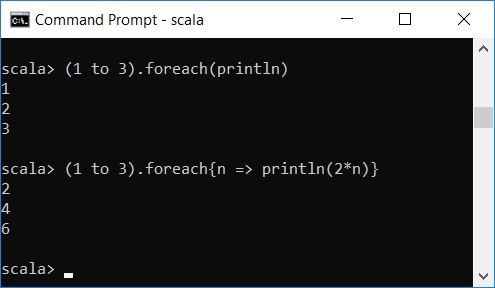 Command Prompt - scala
scala> (1 to 3).foreach(println)
1
2
3
scala> (1 to 3).foreach{n => println(2*n)}
2
4
6
scala>